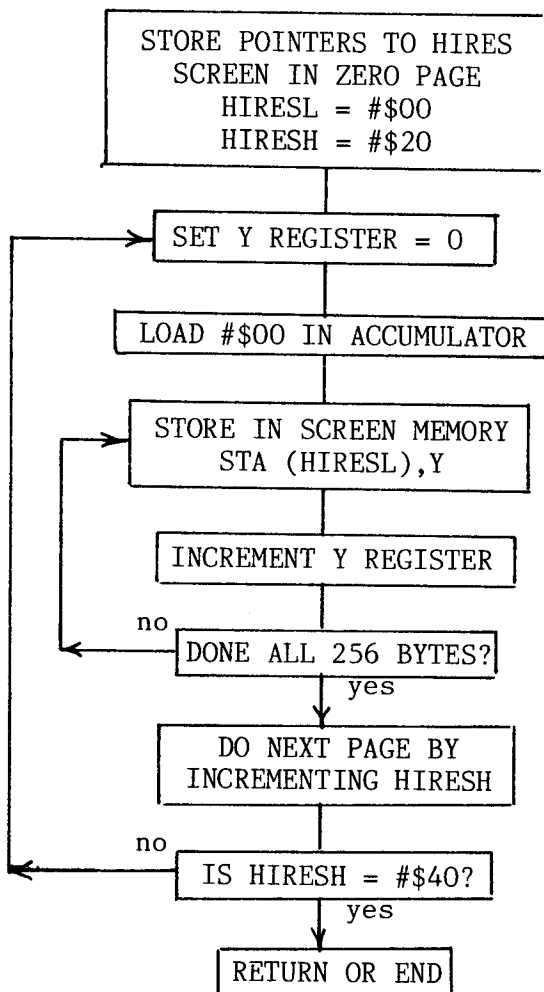 STORE POINTERS TO HIRES
SCREEN IN ZERO PAGE
HIRESL = #$00
HIRESH = #$20
SET Y REGISTER = 0
LOAD #$00 IN ACCUMULATOR
STORE IN SCREEN MEMORY
STA (HIRESL),Y
INCREMENT Y REGISTER
no
DONE ALL 256 BYTES?
yes
DO NEXT PAGE BY
INCREMENTING HIRESH
no
IS HIRESH = #$40?
yes
RETURN OR END